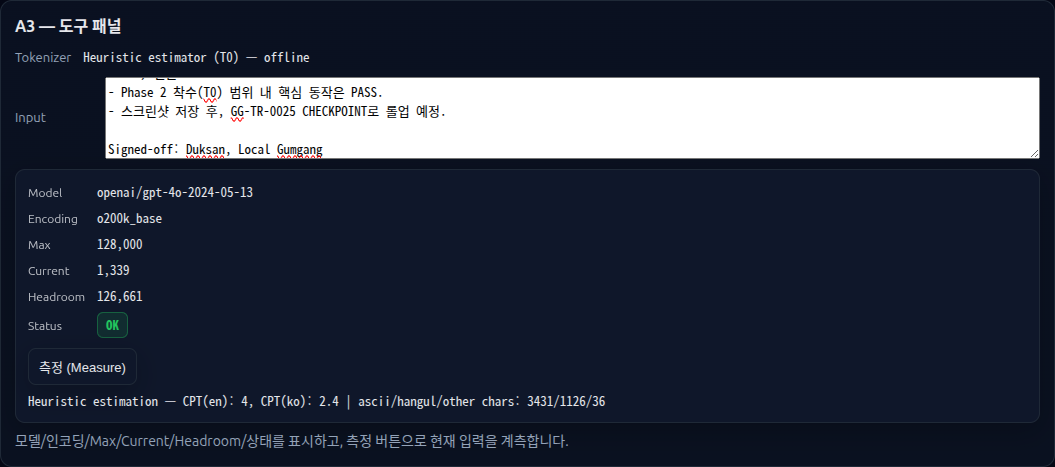 A3 — 도구 패널
Tokenizer Heuristic estimator (T0) — offline
Input
- Phase 2 착수(T0) 범위 내 핵심 동작은 PASS.
- 스크린샷 저장 후, GG-TR-0025 CHECKPOINT로 롤업 예정.
Signed-off: Duksan, Local Gumgang
Model openai/gpt-4o-2024-05-13
Encoding o200k_base
Max 128,000
Current 1,339
Headroom 126,661
Status OK
측정 (Measure)
Heuristic estimation — CPT(en): 4, CPT(ko): 2.4 | ascii/hangul/other chars: 3431/1126/36
모델/인코딩/Max/Current/Headroom/상태를 표시하고, 측정 버튼으로 현재 입력을 계측합니다.